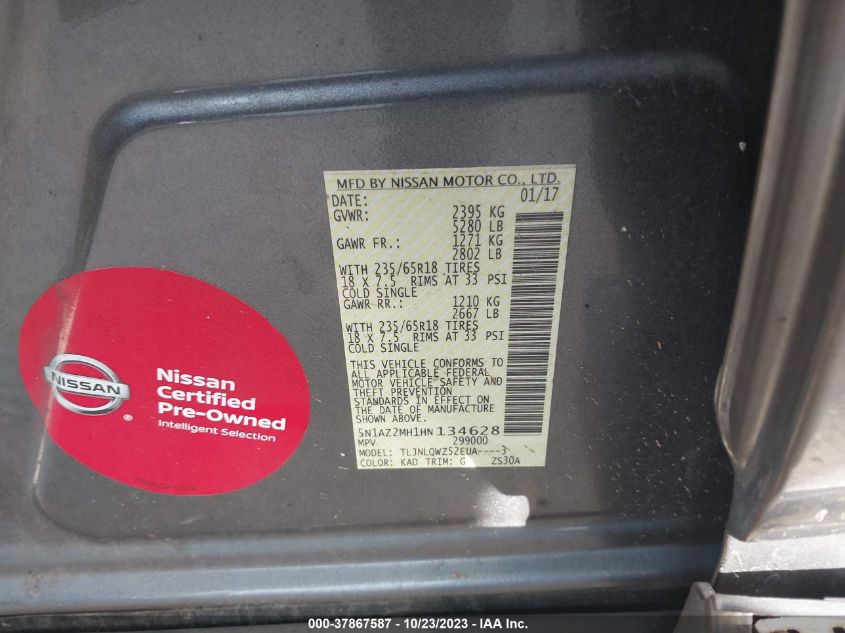 MFD BY NISSAN MOTOR CO., LTD.
DATE: 01/17
GVWR: 2395 KG
5280 LB
GAWR FR.: 1271 KG
2802 LB
WITH 235/65R18 TIRES
18 X 7.5 RIMS AT 33 PSI
COLD SINGLE
GAWR RR.: 1210 KG
2667 LB
WITH 235/65R18 TIRES
18 X 7.5 RIMS AT 33 PSI
COLD SINGLE
THIS VEHICLE CONFORMS TO
ALL APPLICABLE FEDERAL
MOTOR VEHICLE SAFETY AND
THEFT PREVENTION
STANDARDS IN EFFECT ON
THE DATE OF MANUFACTURE
SHOWN ABOVE.
5N1AZ2MH1HN134628
MPV 299000
MODEL: TLJNLQWZ52EUA----3
COLOR: KAD TRIM: G ZS30A
NISSAN
®
Nissan
Certified
Pre-Owned
Intelligent Selection
000-37867587 - 10/23/2023 - IAA Inc.